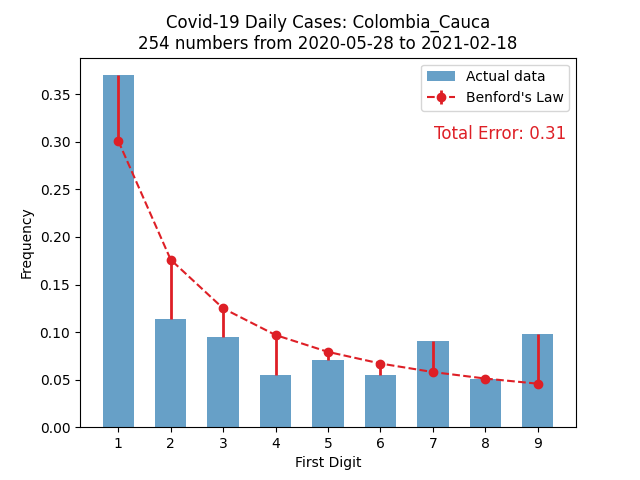 Covid-19 Daily Cases: Colombia_Cauca
254 numbers from 2020-05-28 to 2021-02-18
Actual data
Benford's Law
Total Error: 0.31
Frequency
0.35
0.30
0.25
0.20
0.15
0.10
0.05
0.00
1 2 3 4 5 6 7 8 9
First Digit